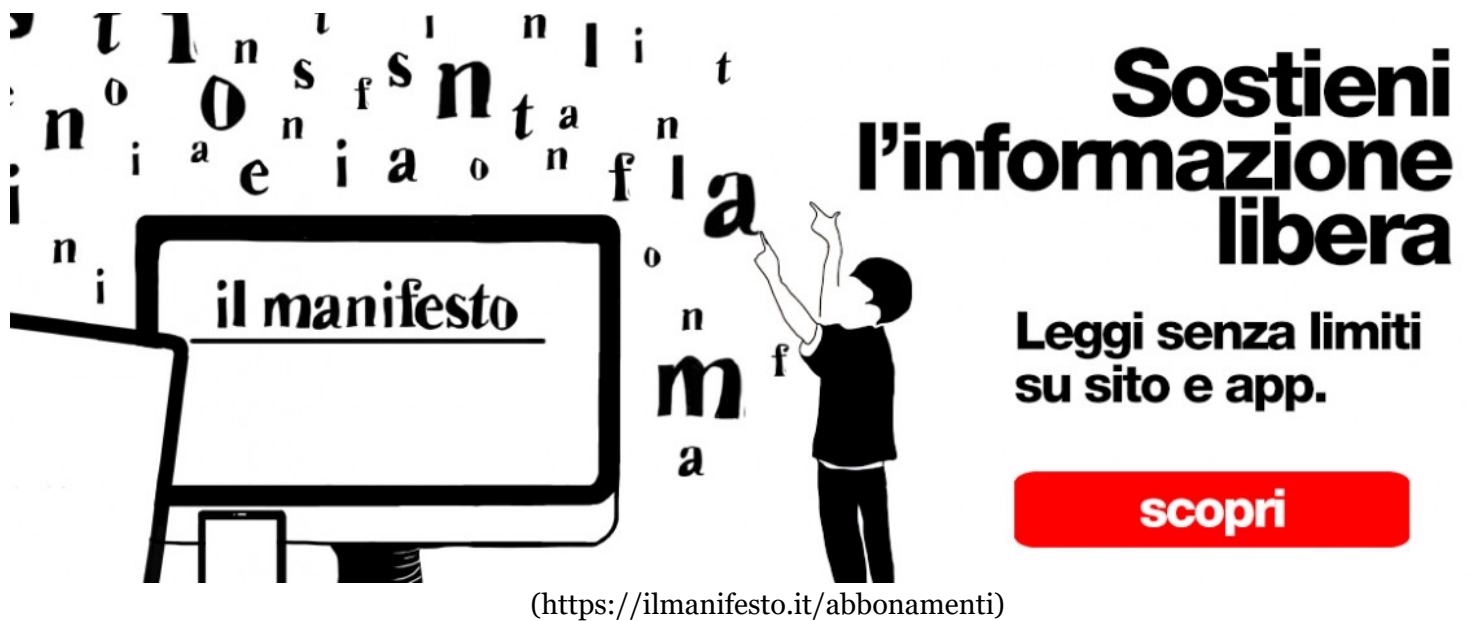 Sostieni
l’informazione
libera
il manifesto
Leggi senza limiti
su sito e app.
scopri
(https://ilmanifesto.it/abbonamenti)